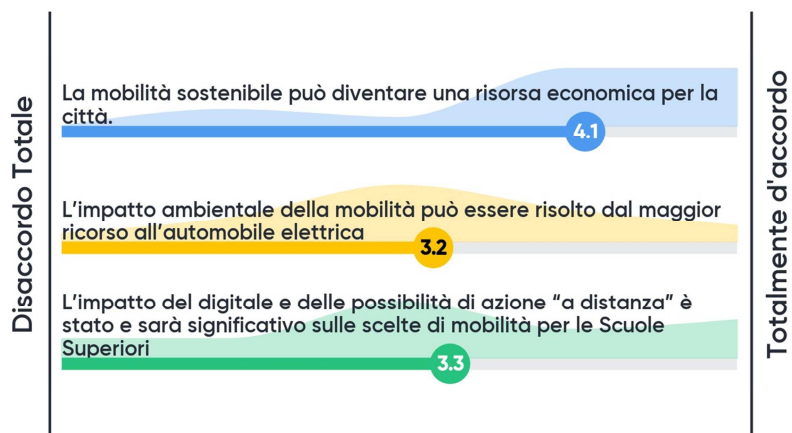 Disaccordo Totale
La mobilità sostenibile può diventare una risorsa economica per la
città.
4.1
L’impatto ambientale della mobilità può essere risolto dal maggior
ricorso all’automobile elettrica
3.2
L’impatto del digitale e delle possibilità di azione “a distanza” è
stato e sarà significativo sulle scelte di mobilità per le Scuole
Superiori
3.3
Totalmente d'accordo